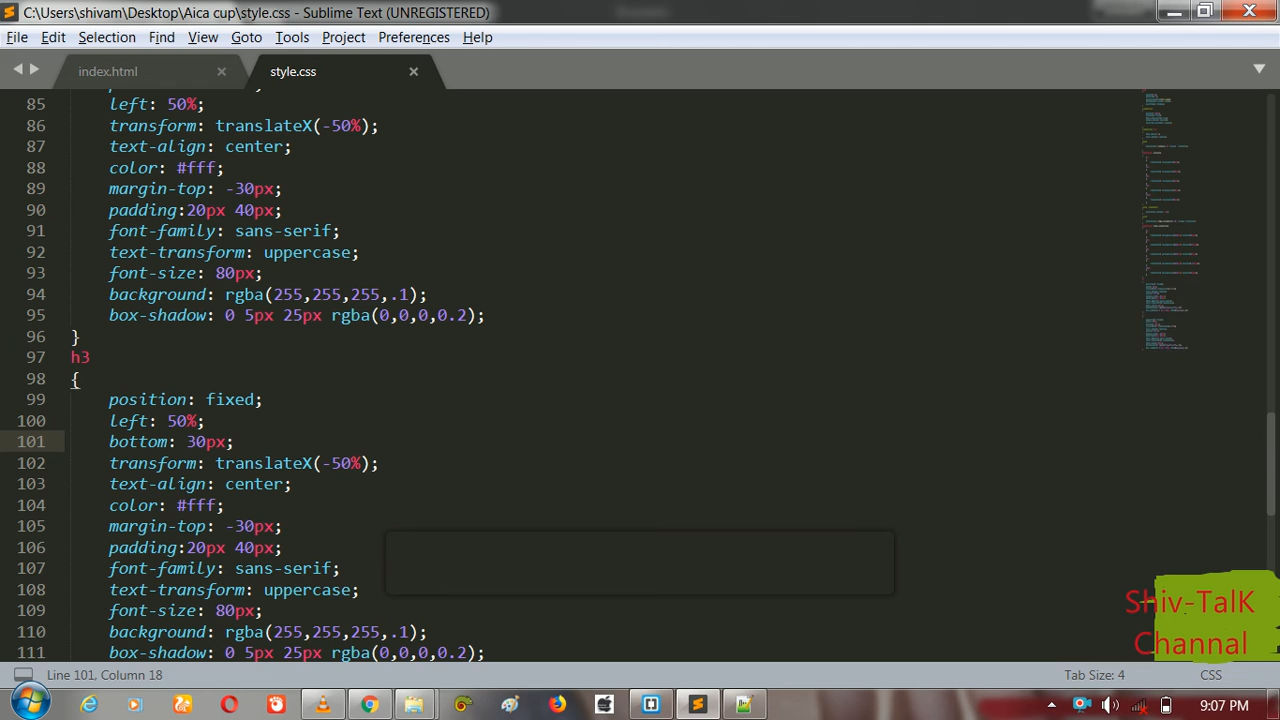 C:\Users\shivam\Desktop\Aica cup\style.css - Sublime Text (UNREGISTERED)
File Edit Selection Find View Goto Tools Project Preferences Help
index.html style.css
85 left: 50%;
86 transform: translateX(-50%);
87 text-align: center;
88 color: #fff;
89 margin-top: -30px;
90 padding:20px 40px;
91 font-family: sans-serif;
92 text-transform: uppercase;
93 font-size: 80px;
94 background: rgba(255,255,255,.1);
95 box-shadow: 0 5px 25px rgba(0,0,0,0.2);
96 }
97 h3
98 {
99 position: fixed;
100 left: 50%;
101 bottom: 30px;
102 transform: translateX(-50%);
103 text-align: center;
104 color: #fff;
105 margin-top: -30px;
106 padding:20px 40px;
107 font-family: sans-serif;
108 text-transform: uppercase;
109 font-size: 80px;
110 background: rgba(255,255,255,.1);
111 box-shadow: 0 5px 25px rgba(0,0,0,0.2);
Shiv-TalK
Channal
Line 101, Column 18 Tab Size: 4 CSS
9:07 PM